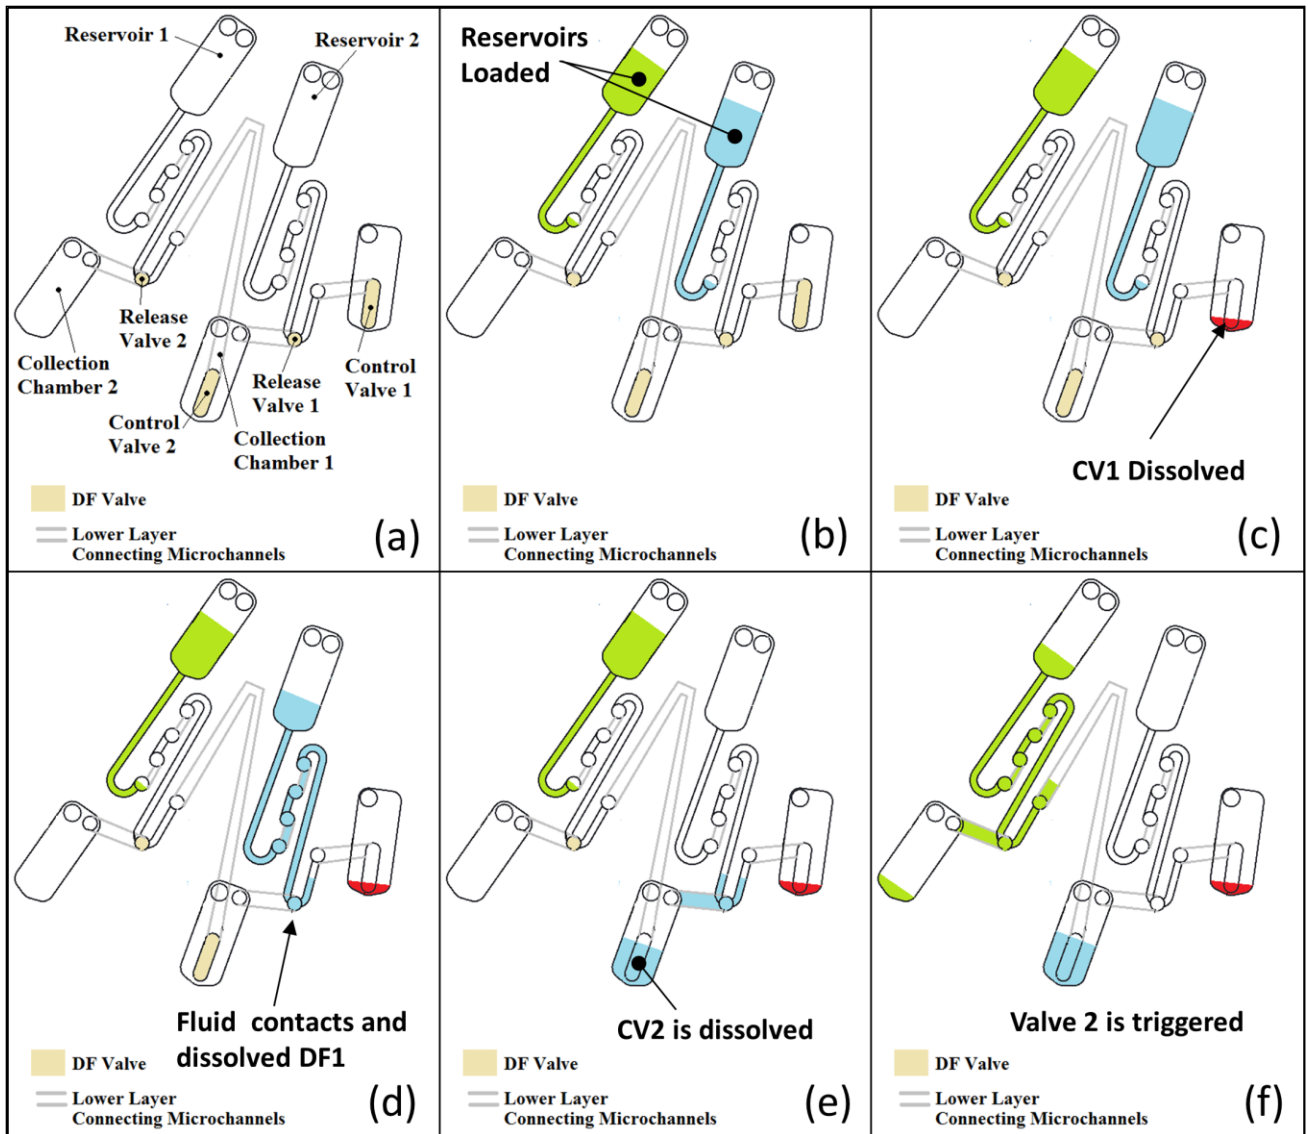 Reservoir 1
Reservoir 2
Release
Valve 2
Collection
Chamber 2
Control
Valve 2
Release
Valve 1
Collection
Chamber 1
Control
Valve 1
DF Valve
Lower Layer
Connecting Microchannels
(a)
Reservoirs
Loaded
DF Valve
Lower Layer
Connecting Microchannels
(b)
CV1 Dissolved
DF Valve
Lower Layer
Connecting Microchannels
(c)
Fluid contacts and
dissolved DF1
DF Valve
Lower Layer
Connecting Microchannels
(d)
CV2 is dissolved
DF Valve
Lower Layer
Connecting Microchannels
(e)
Valve 2 is triggered
DF Valve
Lower Layer
Connecting Microchannels
(f)